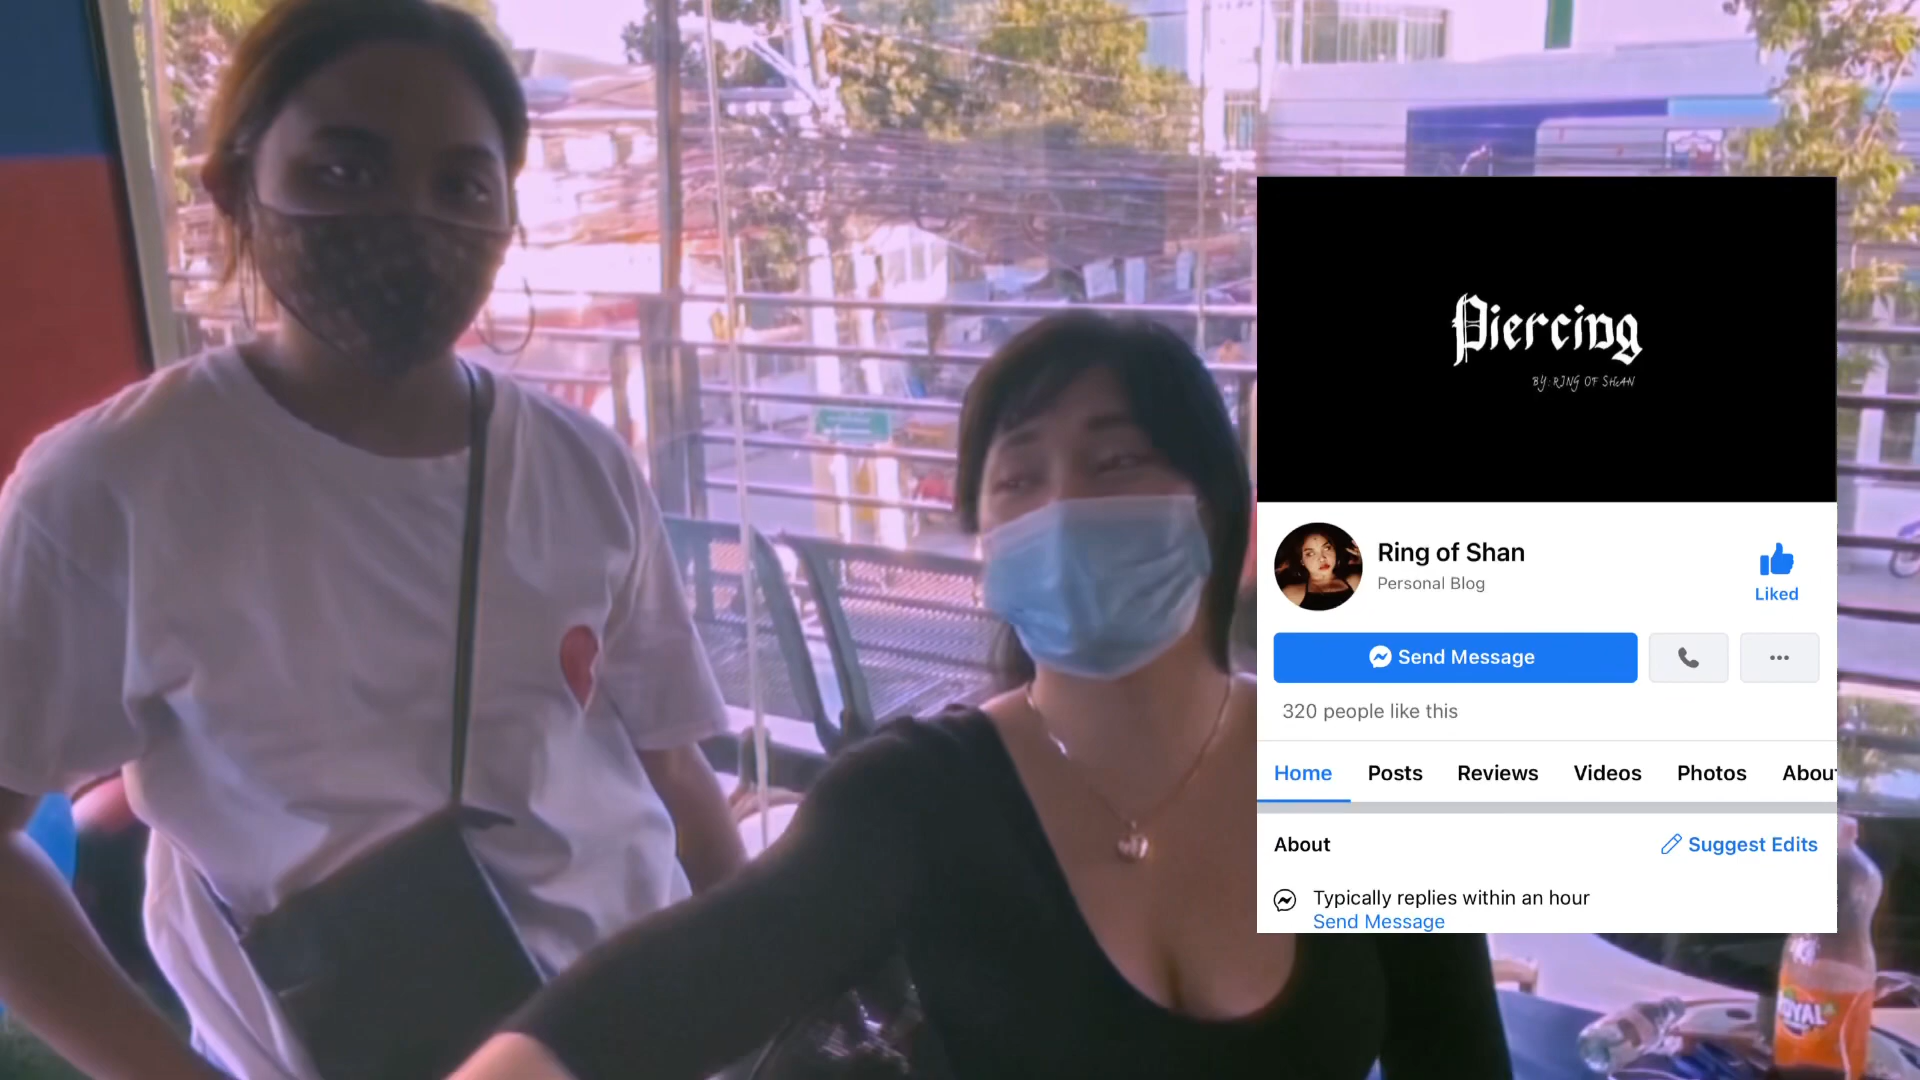 Piercing
BY: RING OF SHAN
Ring of Shan
Personal Blog
Liked
Send Message
320 people like this
Home Posts Reviews Videos Photos Abou
About
Suggest Edits
Typically replies within an hour
Send Message
ROYAL